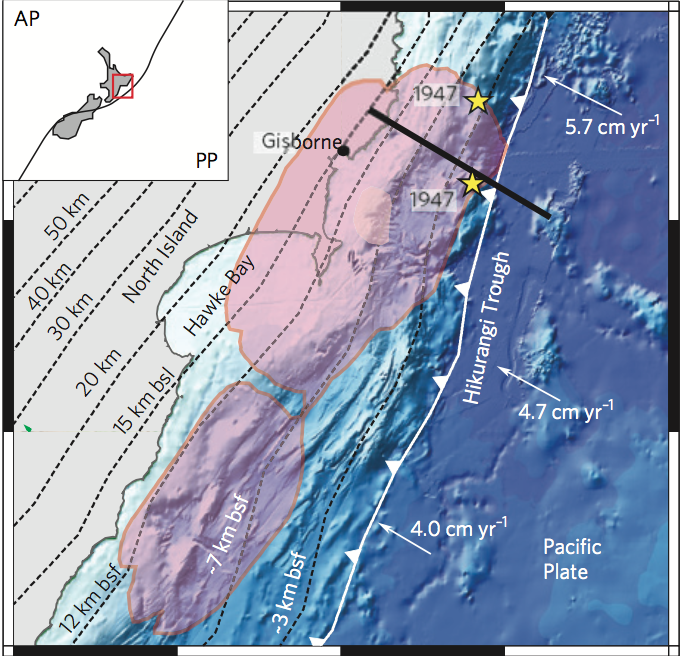 AP
PP
1947
5.7 cm yr⁻¹
Gisborne
1947
50 km
40 km
30 km
North Island
Hawke Bay
20 km
15 km bsl
Hikurangi Trough
4.7 cm yr⁻¹
4.0 cm yr⁻¹
~7 km bsf
~3 km bsf
12 km bsf
Pacific
Plate